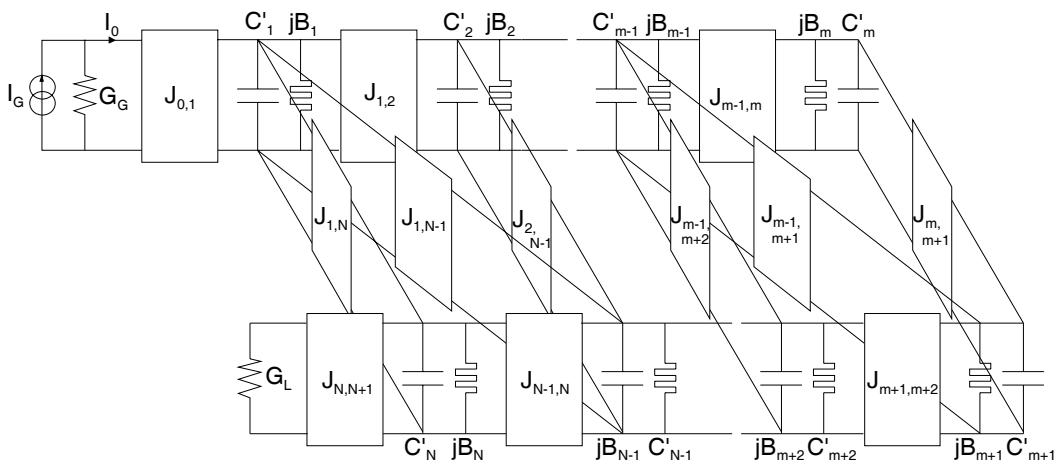 I0 C'1 jB1 C'2 jB2 C'm-1 jBm-1 jBm C'm
IG GG J0,1 J1,2 Jm-1,m
J1,N J1,N-1 J2,N-1 Jm-1,m+2 Jm-1,m+1 Jm,m+1
GL JN,N+1 JN-1,N Jm+1,m+2
C'N jBN jBN-1 C'N-1 jBm+2 C'm+2 jBm+1 C'm+1